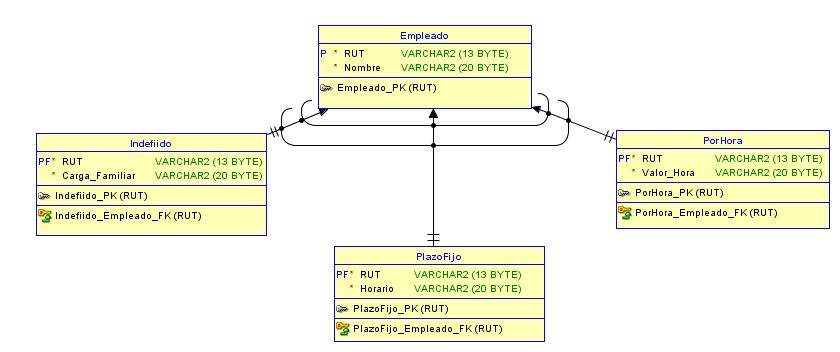 Empleado
P * RUT VARCHAR2 (13 BYTE)
* Nombre VARCHAR2 (20 BYTE)
Empleado_PK (RUT)
Indefiido
PF* RUT VARCHAR2 (13 BYTE)
* Carga_Familiar VARCHAR2 (20 BYTE)
Indefiido_PK (RUT)
Indefiido_Empleado_FK (RUT)
PorHora
PF* RUT VARCHAR2 (13 BYTE)
* Valor_Hora VARCHAR2 (20 BYTE)
PorHora_PK (RUT)
PorHora_Empleado_FK (RUT)
PlazoFijo
PF* RUT VARCHAR2 (13 BYTE)
* Horario VARCHAR2 (20 BYTE)
PlazoFijo_PK (RUT)
PlazoFijo_Empleado_FK (RUT)